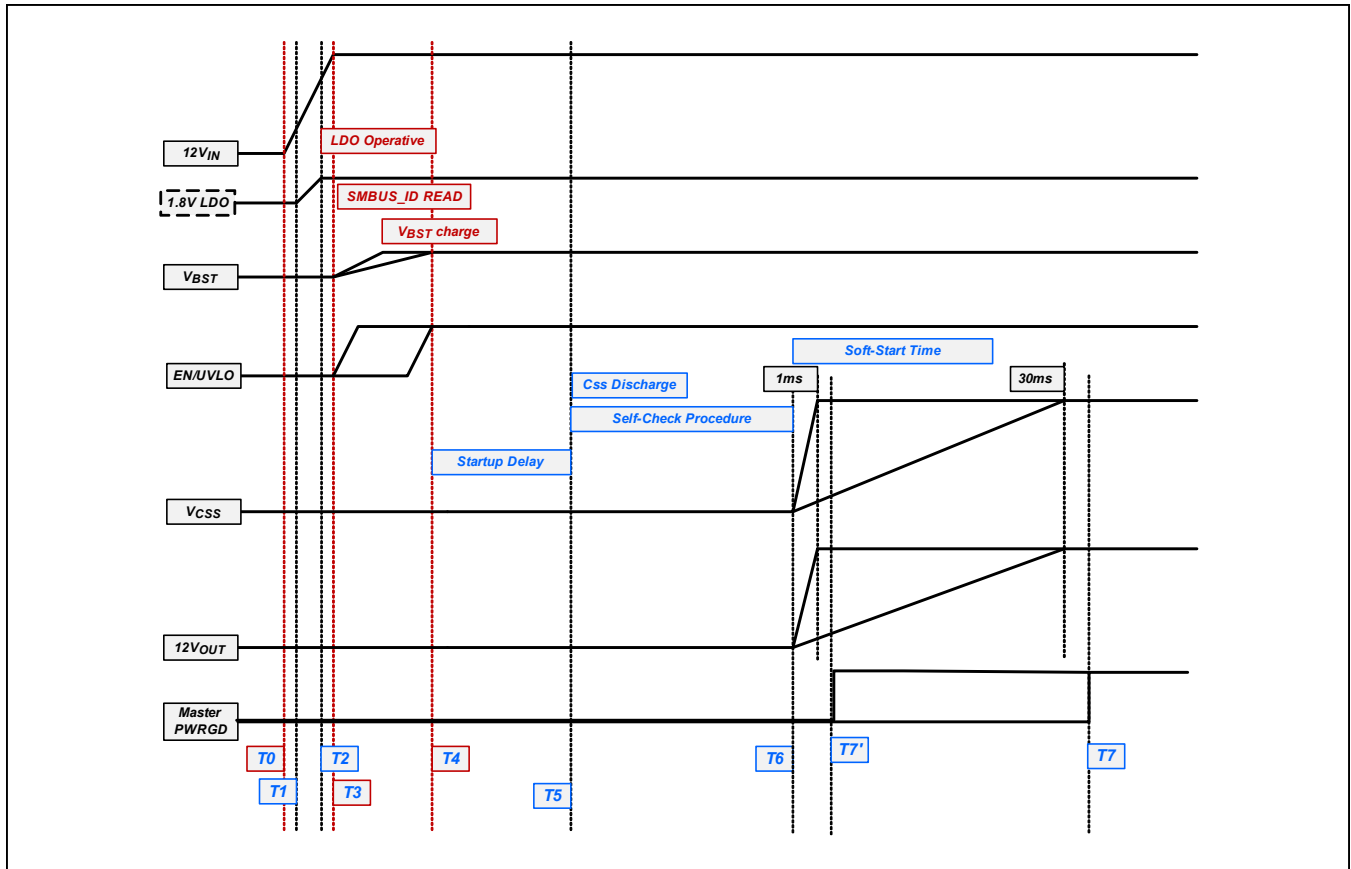 LDO Operative
12VIN
1.8V LDO
SMBUS_ID READ
VBST charge
VBST
Soft-Start Time
EN/UVLO
1ms
30ms
Css Discharge
Self-Check Procedure
Startup Delay
VCSS
12VOUT
Master
PWRGD
T0
T2
T4
T6
T7'
T7
T1
T3
T5